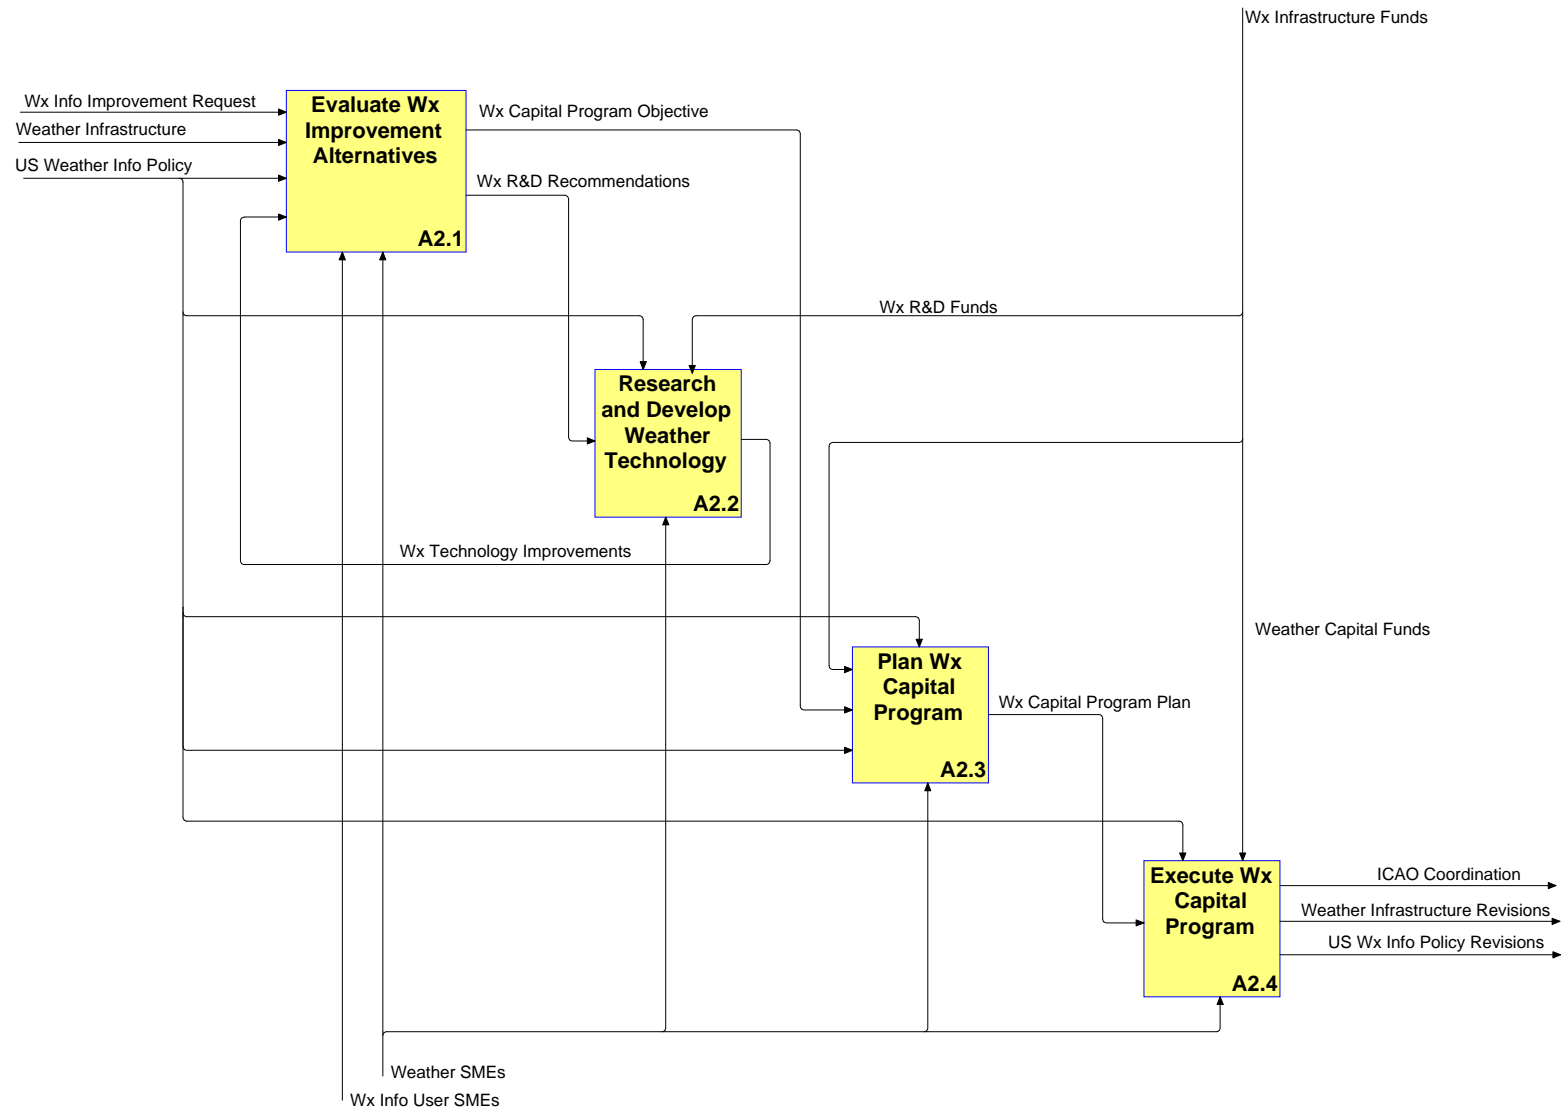 Wx Infrastructure Funds
Wx Info Improvement Request
Weather Infrastructure
US Weather Info Policy
Evaluate Wx
Improvement
Alternatives
A2.1
Wx Capital Program Objective
Wx R&D Recommendations
Wx R&D Funds
Research
and Develop
Weather
Technology
A2.2
Wx Technology Improvements
Weather Capital Funds
Plan Wx
Capital
Program
A2.3
Wx Capital Program Plan
Execute Wx
Capital
Program
A2.4
ICAO Coordination
Weather Infrastructure Revisions
US Wx Info Policy Revisions
Weather SMEs
Wx Info User SMEs